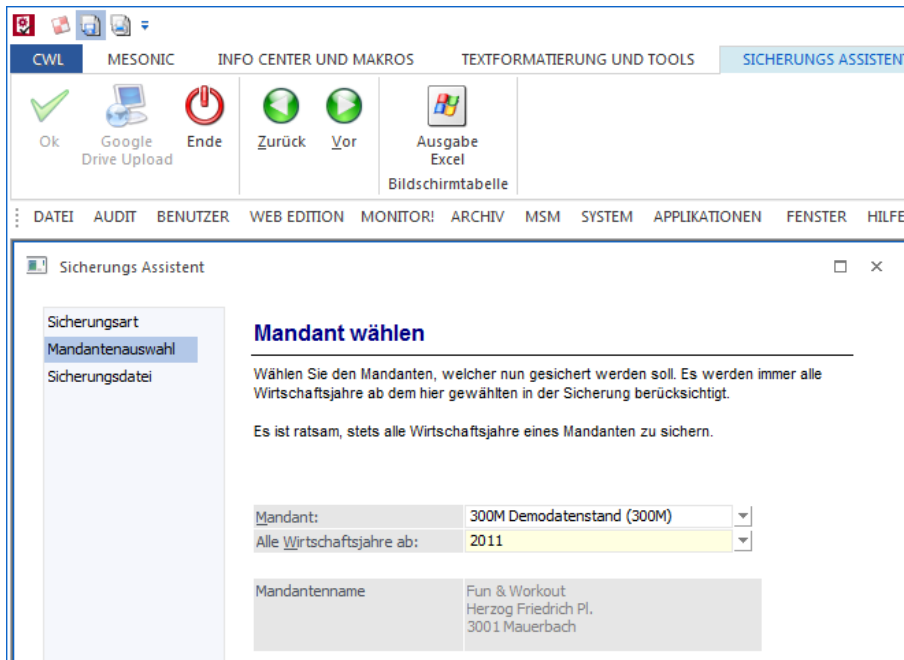 CWL MESONIC INFO CENTER UND MAKROS TEXTFORMATIERUNG UND TOOLS SICHERUNGS ASSISTENT
Ok Google Drive Upload Ende Zurück Vor Ausgabe Excel
Bildschirmtabelle
DATEI AUDIT BENUTZER WEB EDITION MONITOR! ARCHIV MSM SYSTEM APPLIKATIONEN FENSTER HILFE
Sicherungs Assistent
Sicherungsart
Mandantenauswahl
Sicherungsdatei
Mandant wählen
Wählen Sie den Mandanten, welcher nun gesichert werden soll. Es werden immer alle
Wirtschaftsjahre ab dem hier gewählten in der Sicherung berücksichtigt.
Es ist ratsam, stets alle Wirtschaftsjahre eines Mandanten zu sichern.
Mandant: 300M Demodatenstand (300M)
Alle Wirtschaftsjahre ab: 2011
Mandantenname Fun & Workout
Herzog Friedrich Pl.
3001 Mauerbach